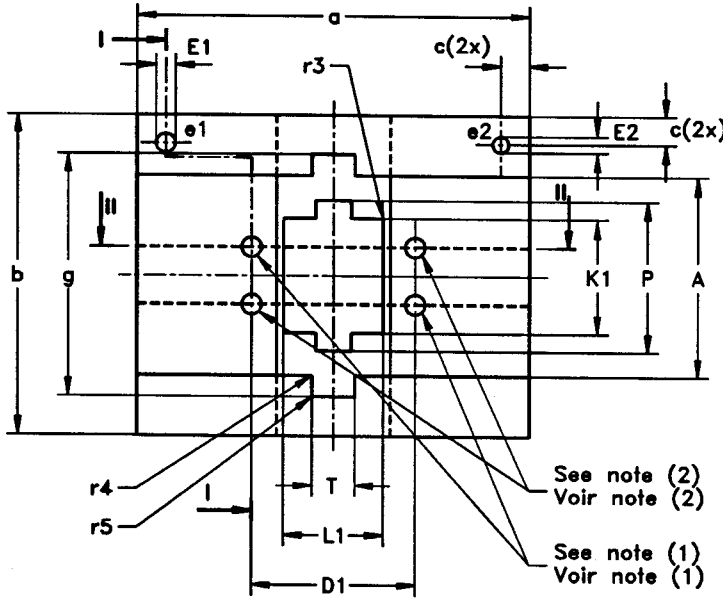 a
I
E1
c(2x)
r3
e1
e2
E2
c(2x)
II
II
b
g
K1
P
A
r4
T
r5
I
L1
D1
See note (2)
Voir note (2)
See note (1)
Voir note (1)